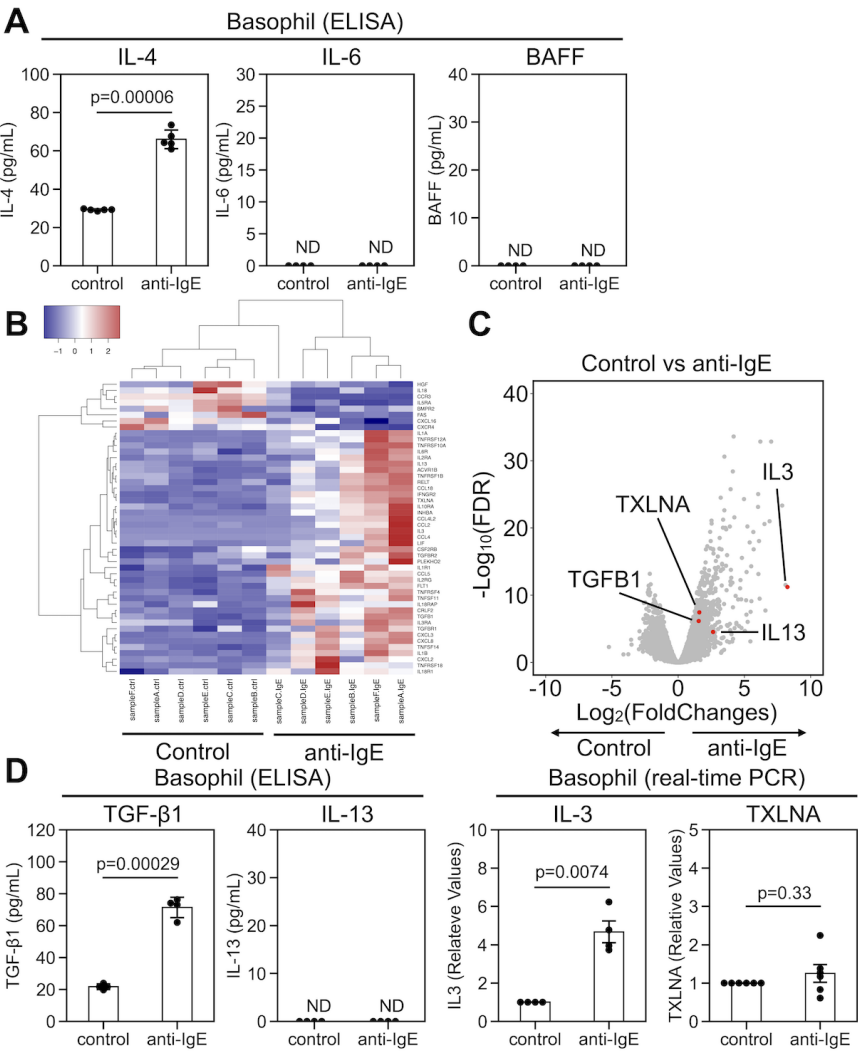 A
Basophil (ELISA)
IL-4
IL-6
BAFF
IL-4 (pg/mL)
100
80
60
40
20
0
p=0.00006
control
anti-IgE
IL-6 (pg/mL)
30
25
20
15
10
5
0
ND
ND
control
anti-IgE
BAFF (pg/mL)
40
30
20
10
0
ND
ND
control
anti-IgE
B
-1 0 1 2
HGF
IL16
CCR3
IL5RA
BMPR2
FAS
CXCL16
CXCR4
IL1A
TNFRSF12A
TNFRSF10A
IL6R
IL2RA
IL13
ACVR1B
TNFRSF1B
RELT
CCL18
IFNGR2
TXLNA
IL10RA
INHBA
CCL4L2
CCL2
IL3
CCL4
LIF
CSF2RB
TGFBR2
PLEKHO2
IL1R1
CCL5
IL2RG
FLT1
TNFRSF4
TNFSF11
IL18RAP
CRLF2
TGFB1
IL3RA
TGFBR1
CXCL3
CXCL8
TNFSF14
IL1B
CXCL2
TNFRSF18
IL18R1
sampleF.ctrl
sampleA.ctrl
sampleD.ctrl
sampleE.ctrl
sampleC.ctrl
sampleB.ctrl
sampleC.IgE
sampleD.IgE
sampleE.IgE
sampleB.IgE
sampleF.IgE
sampleA.IgE
Control
anti-IgE
C
Control vs anti-IgE
-Log10(FDR)
40
30
20
10
0
IL3
TXLNA
TGFB1
IL13
-10 -5 0 5 10
Log2(FoldChanges)
Control
anti-IgE
D
Basophil (ELISA)
TGF-β1
IL-13
TGF-β1 (pg/mL)
120
100
80
60
40
20
0
p=0.00029
control
anti-IgE
IL-13 (pg/mL)
40
30
20
10
0
ND
ND
control
anti-IgE
Basophil (real-time PCR)
IL-3
TXLNA
IL3 (Releteve Values)
10
8
6
4
2
0
p=0.0074
control
anti-IgE
TXLNA (Relative Values)
5
4
3
2
1
0
p=0.33
control
anti-IgE